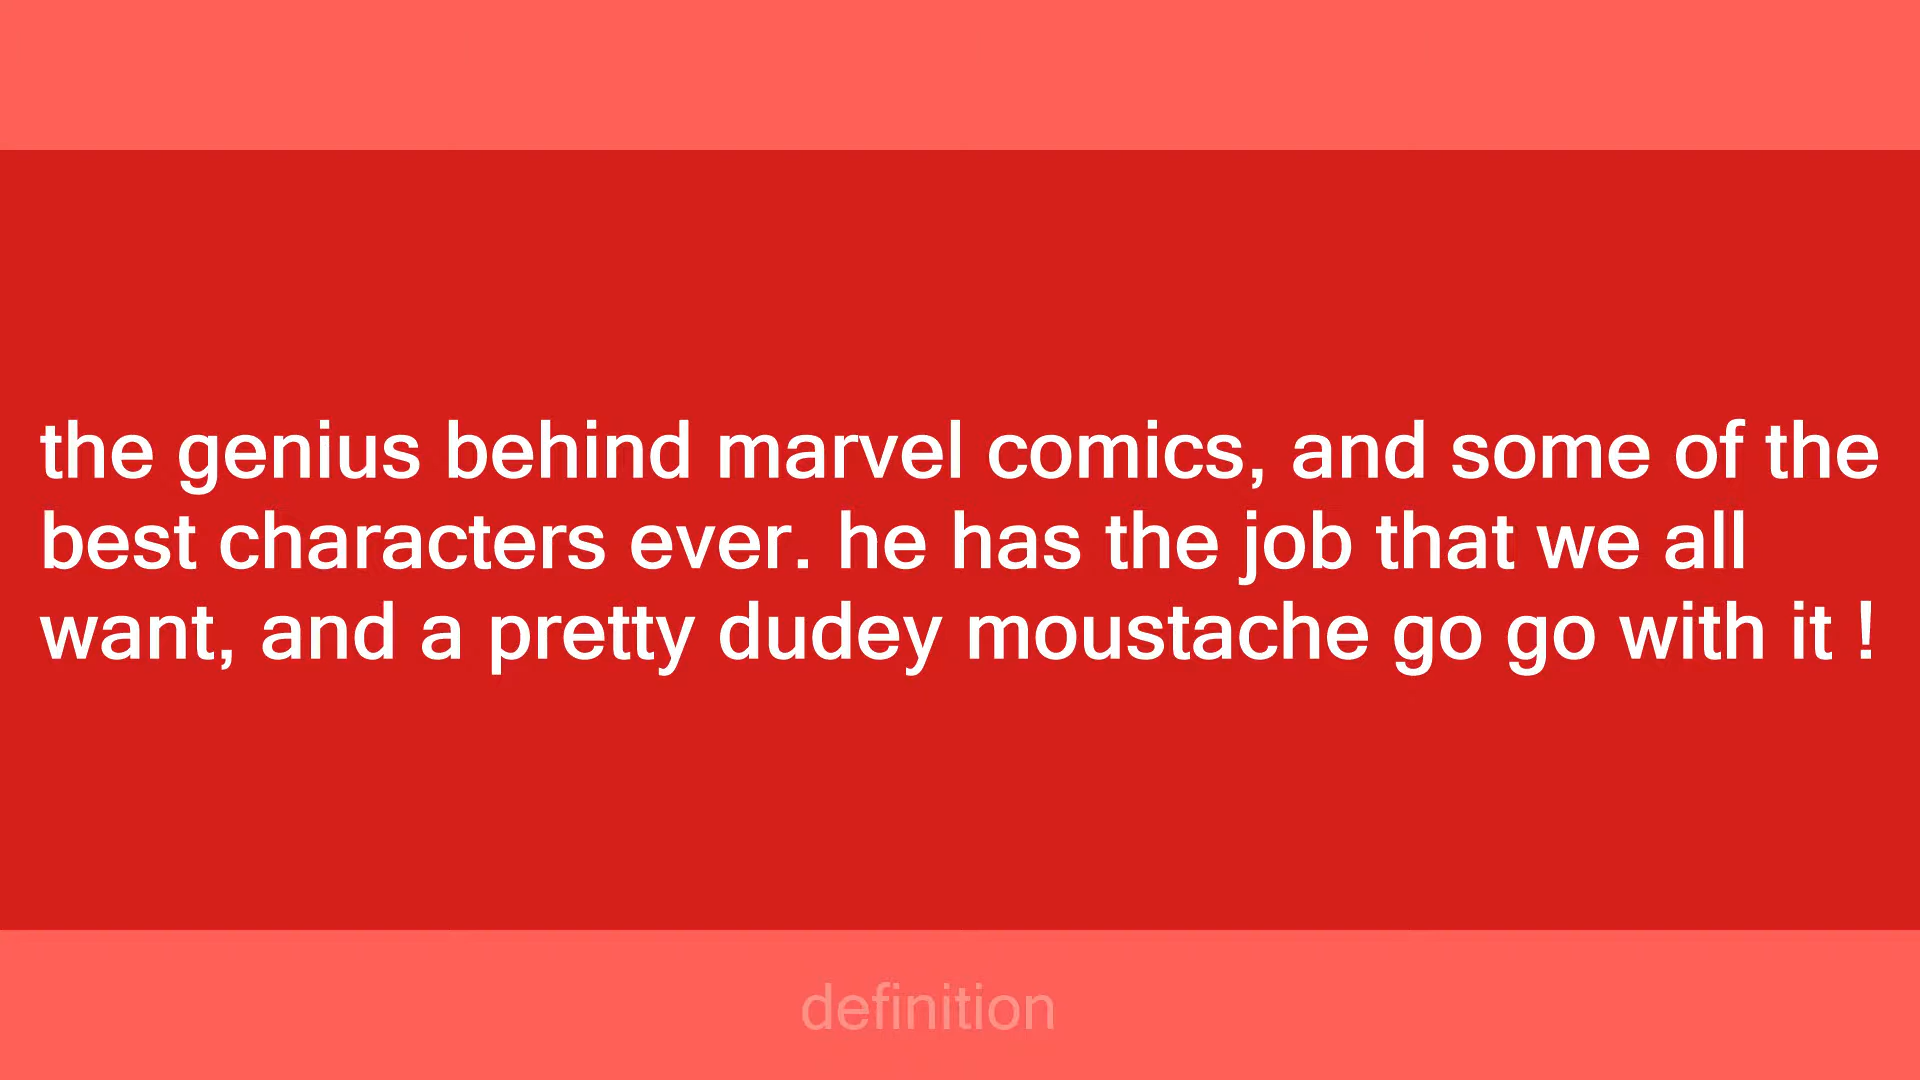 the genius behind marvel comics, and some of the
best characters ever. he has the job that we all
want, and a pretty dudey moustache go go with it !
definition